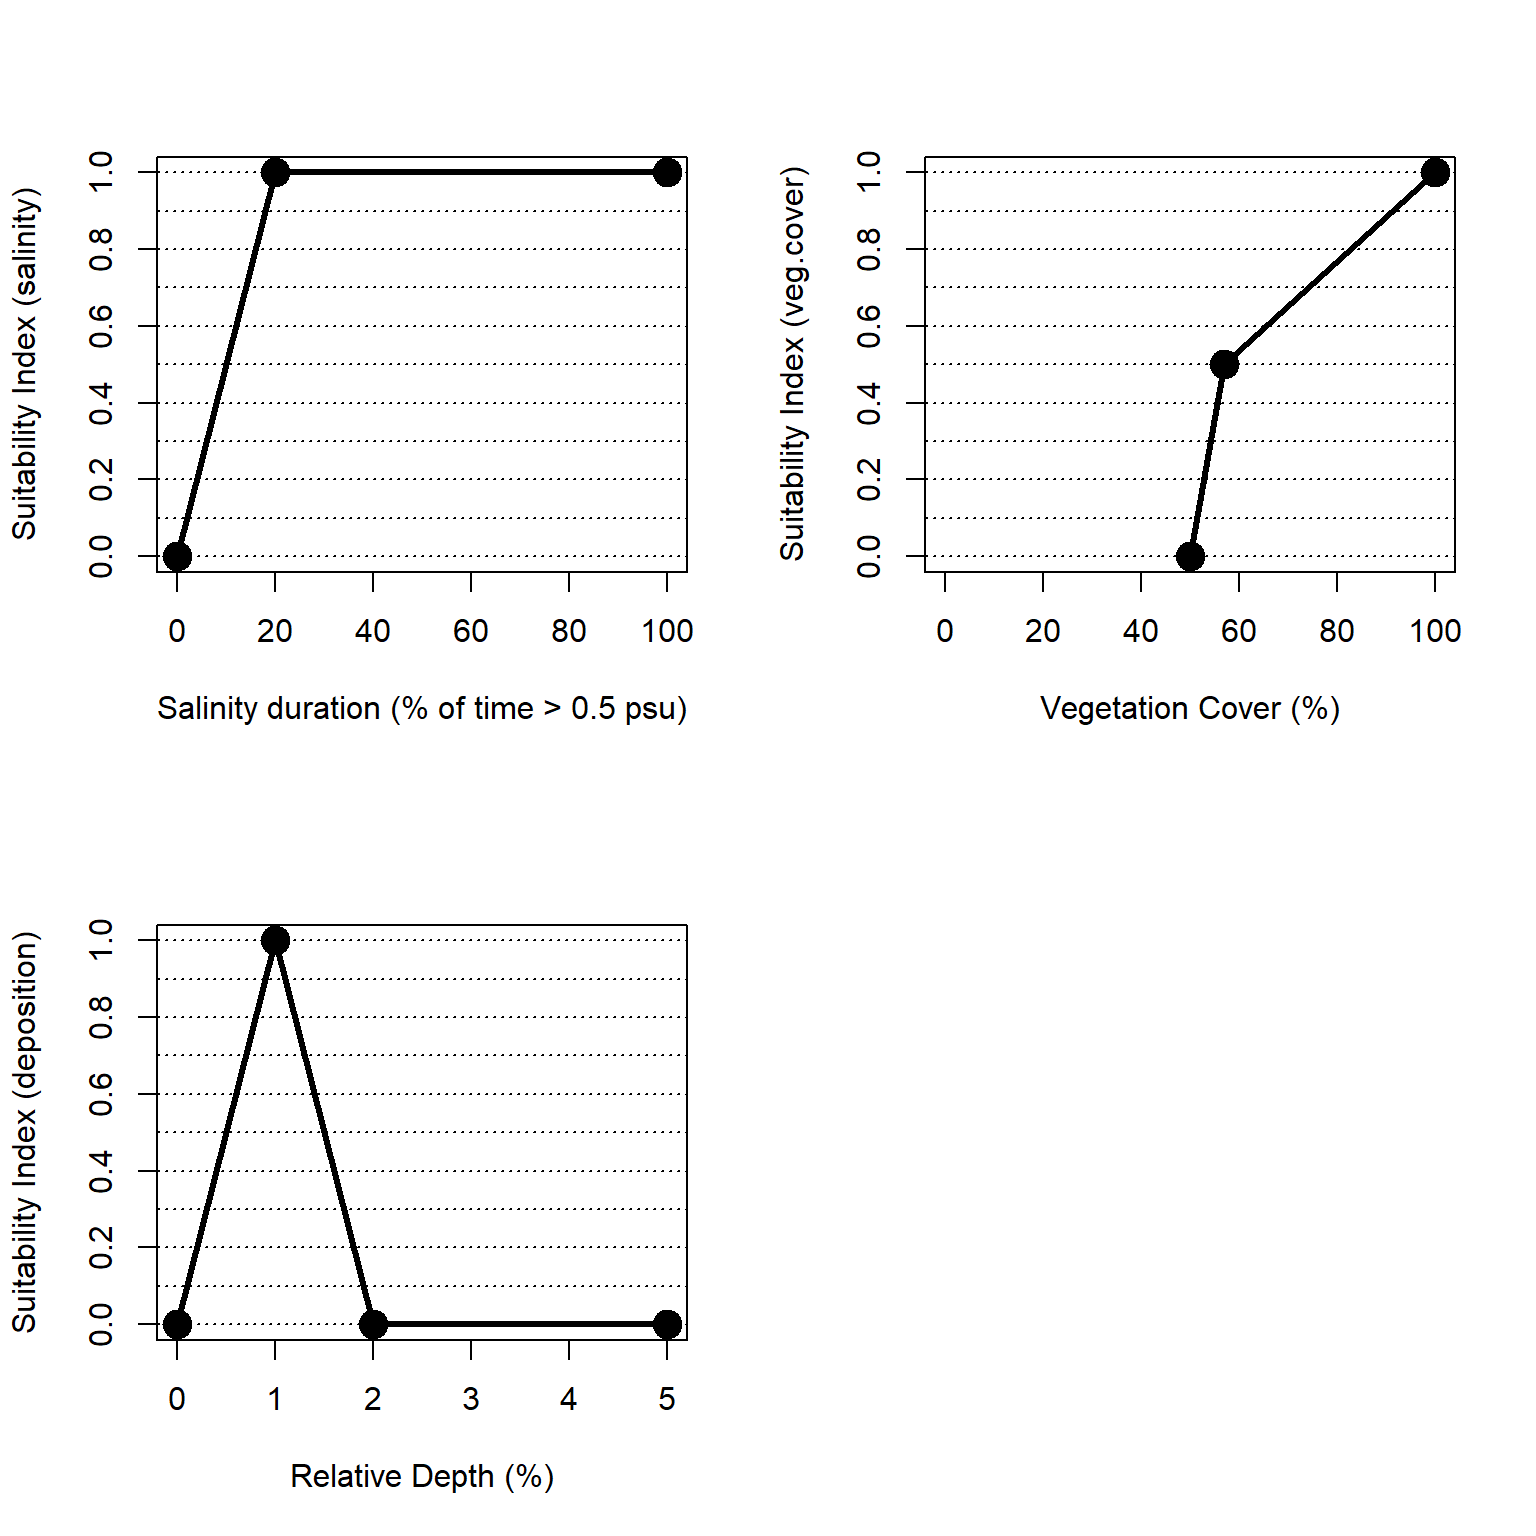 Suitability Index (salinity)
1.0
0.8
0.6
0.4
0.2
0.0
0 20 40 60 80 100
Salinity duration (% of time > 0.5 psu)
Suitability Index (veg.cover)
1.0
0.8
0.6
0.4
0.2
0.0
0 20 40 60 80 100
Vegetation Cover (%)
Suitability Index (deposition)
1.0
0.8
0.6
0.4
0.2
0.0
0 1 2 3 4 5
Relative Depth (%)